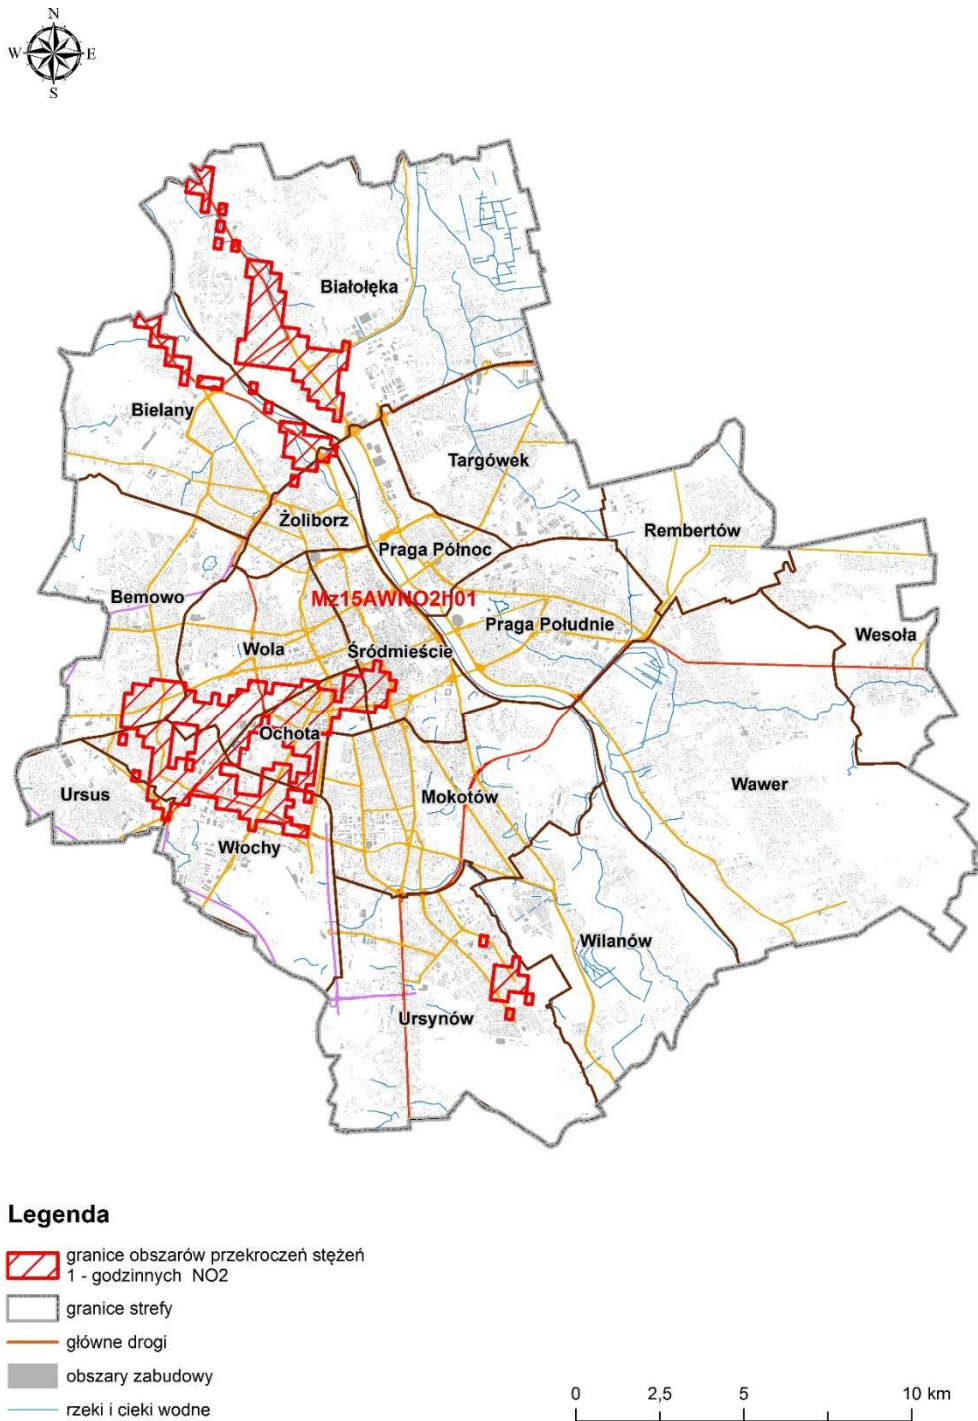 N
W E
S
Białołęka
Bielany
Targówek
Żoliborz
Rembertów
Praga Północ
Bemowo
Mz15AWNO2h01
Praga Południe
Wesoła
Wola
Śródmieście
Ochota
Ursus
Mokotów
Wawer
Włochy
Wilanów
Ursynów
Legenda
granice obszarów przekroczeń stężeń
1 - godzinnych NO2
granice strefy
główne drogi
obszary zabudowy
rzeki i cieki wodne
0 2,5 5 10 km